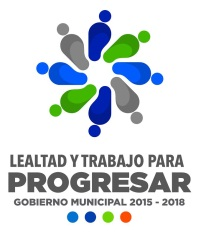 LEALTAD Y TRABAJO PARA
PROGRESAR
GOBIERNO MUNICIPAL 2015 - 2018